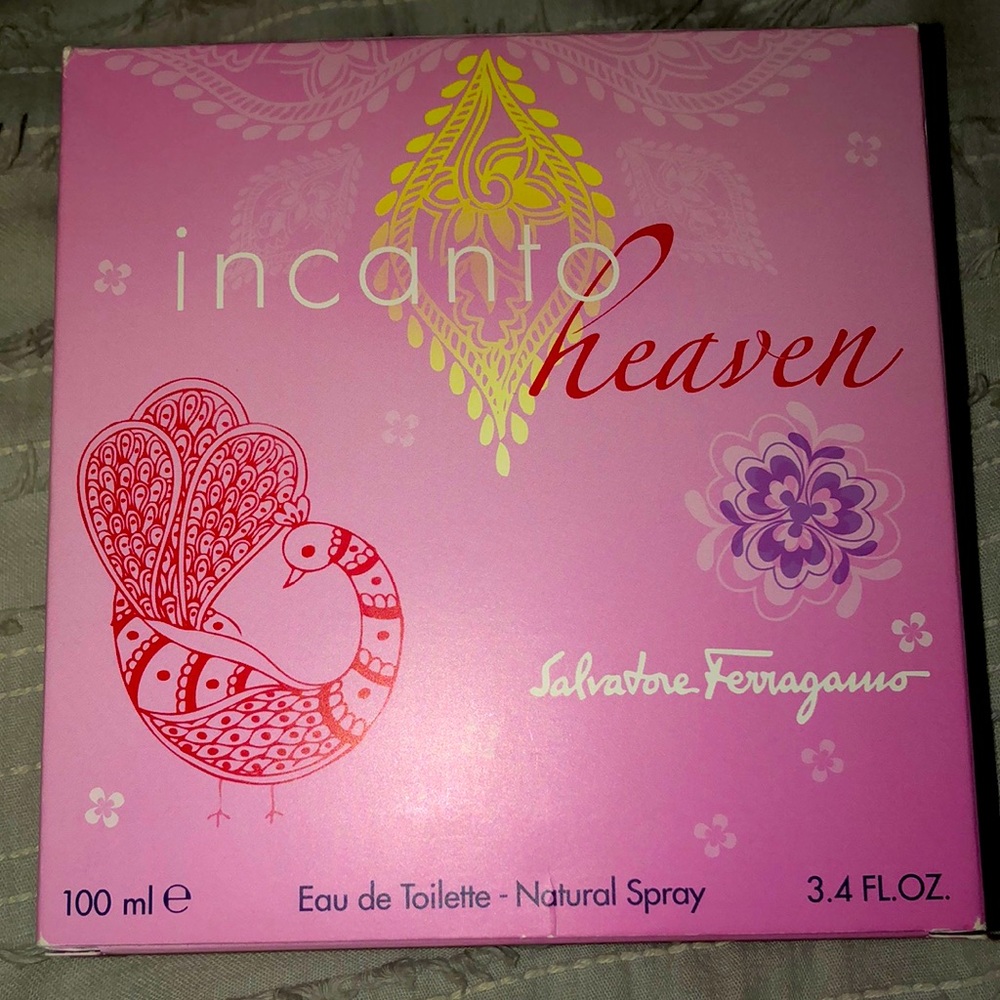 incanto
heaven
Salvatore Ferragamo
100 ml ℮
Eau de Toilette - Natural Spray
3.4 FL.OZ.